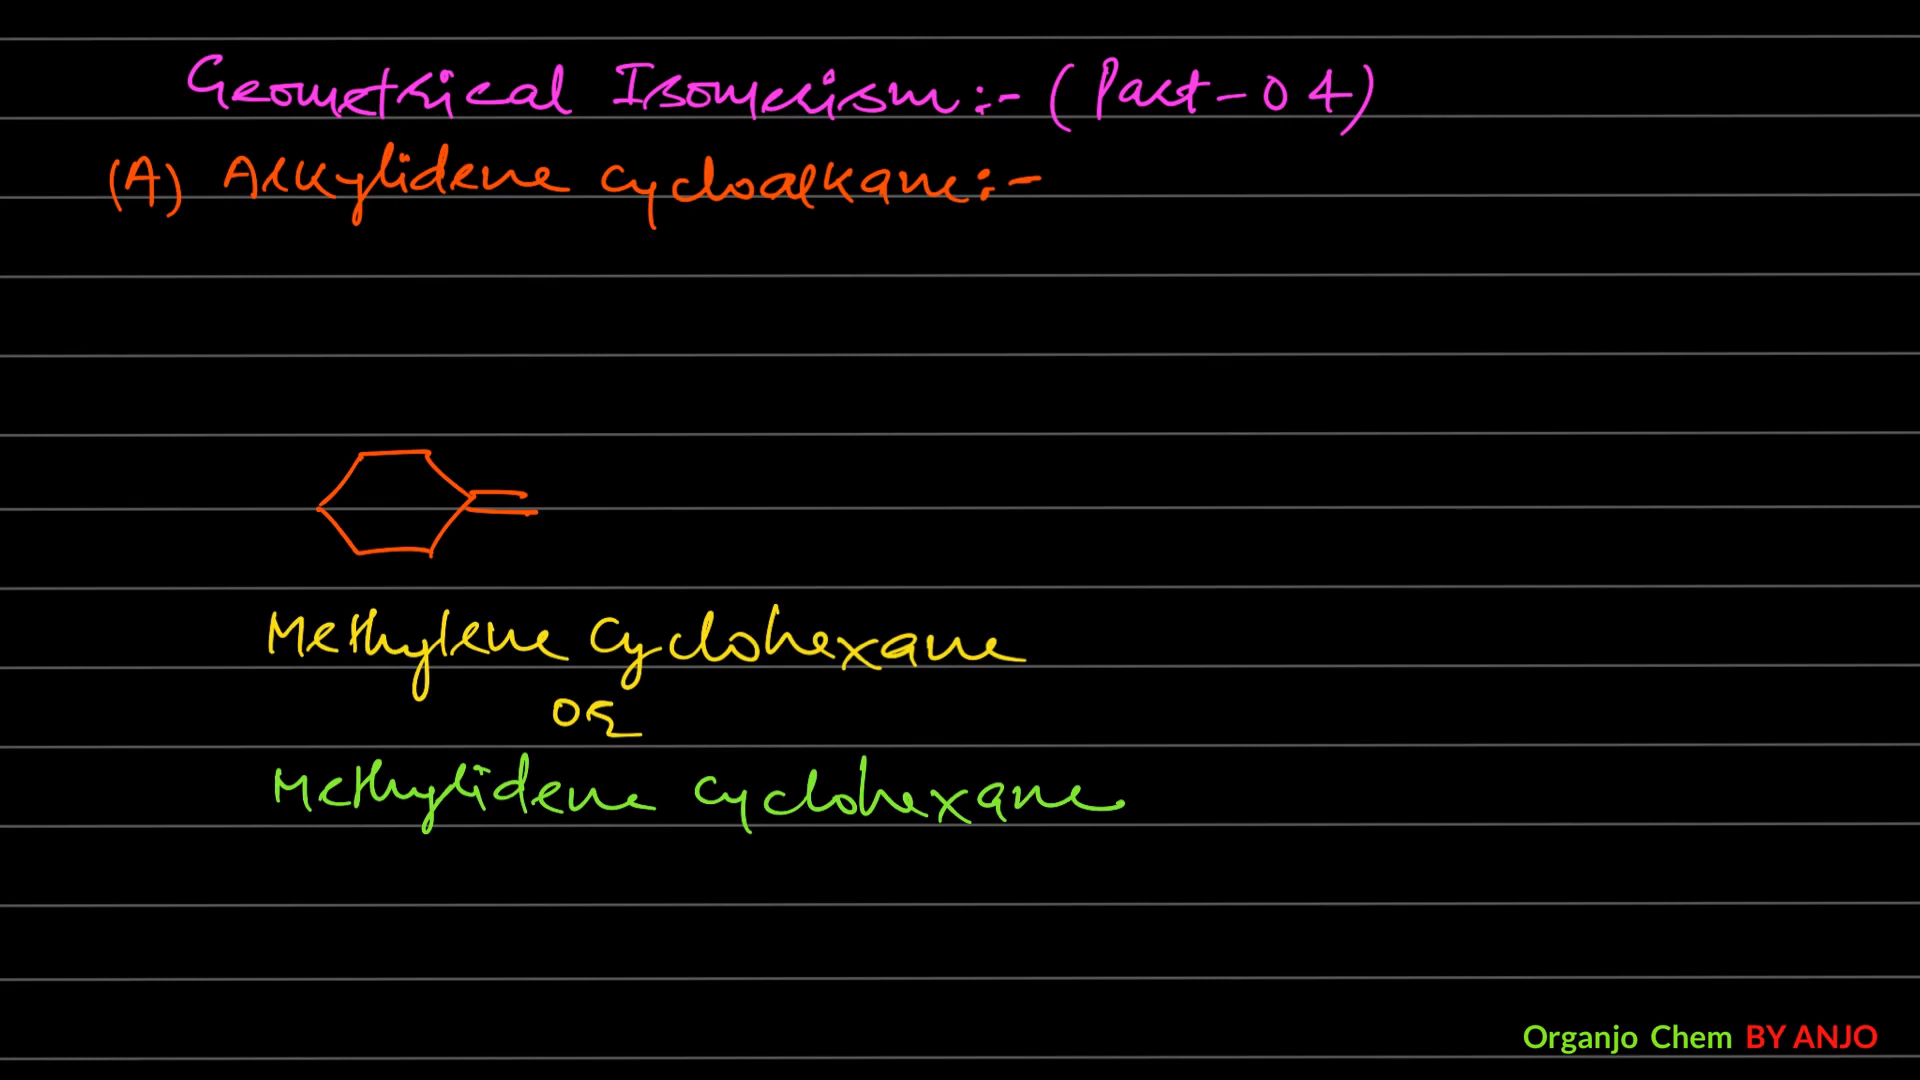 Geometrical Isomerism:- (Part-04)
(A) Alkylidene cycloalkane:-
Methylene cyclohexane
OR
Methylidene cyclohexane
Organjo Chem BY ANJO